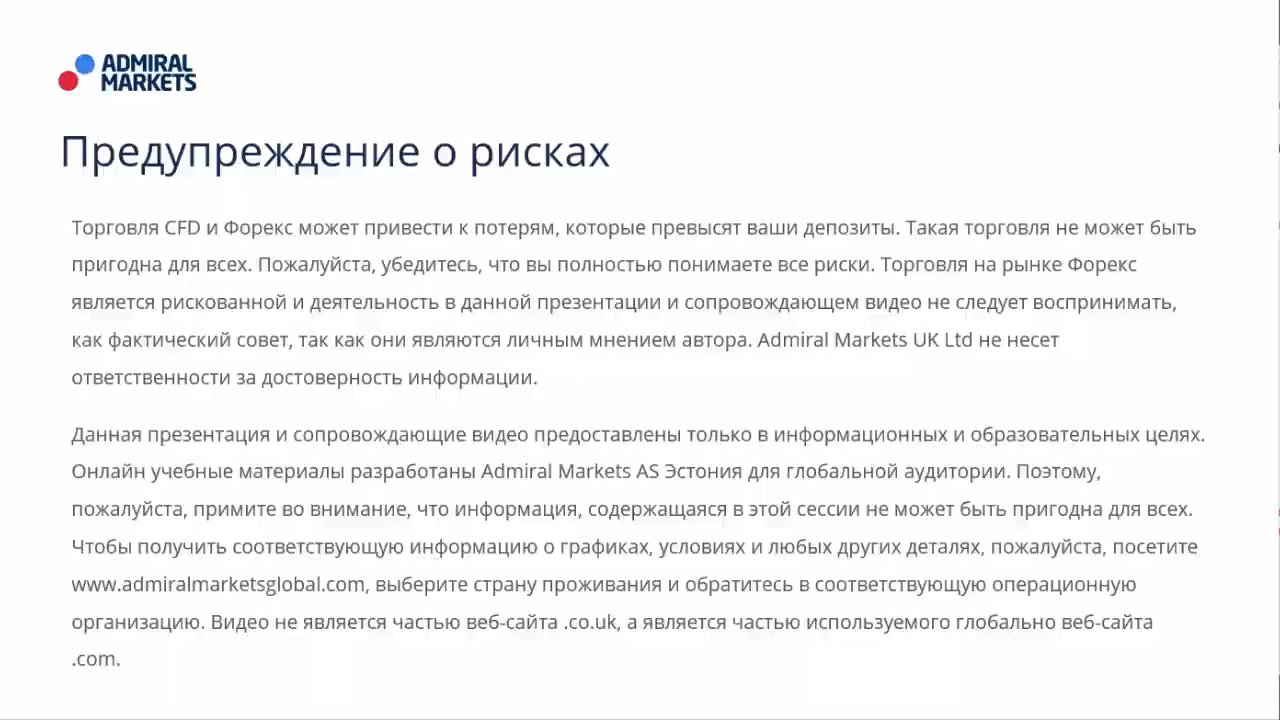 ADMIRAL
MARKETS
Предупреждение о рисках
Торговля CFD и Форекс может привести к потерям, которые превысят ваши депозиты. Такая торговля не может быть
пригодна для всех. Пожалуйста, убедитесь, что вы полностью понимаете все риски. Торговля на рынке Форекс
является рискованной и деятельность в данной презентации и сопровождающем видео не следует воспринимать,
как фактический совет, так как они являются личным мнением автора. Admiral Markets UK Ltd не несет
ответственности за достоверность информации.
Данная презентация и сопровождающие видео предоставлены только в информационных и образовательных целях.
Онлайн учебные материалы разработаны Admiral Markets AS Эстония для глобальной аудитории. Поэтому,
пожалуйста, примите во внимание, что информация, содержащаяся в этой сессии не может быть пригодна для всех.
Чтобы получить соответствующую информацию о графиках, условиях и любых других деталях, пожалуйста, посетите
www.admiralmarketsglobal.com, выберите страну проживания и обратитесь в соответствующую операционную
организацию. Видео не является частью веб-сайта .co.uk, а является частью используемого глобально веб-сайта
.com.